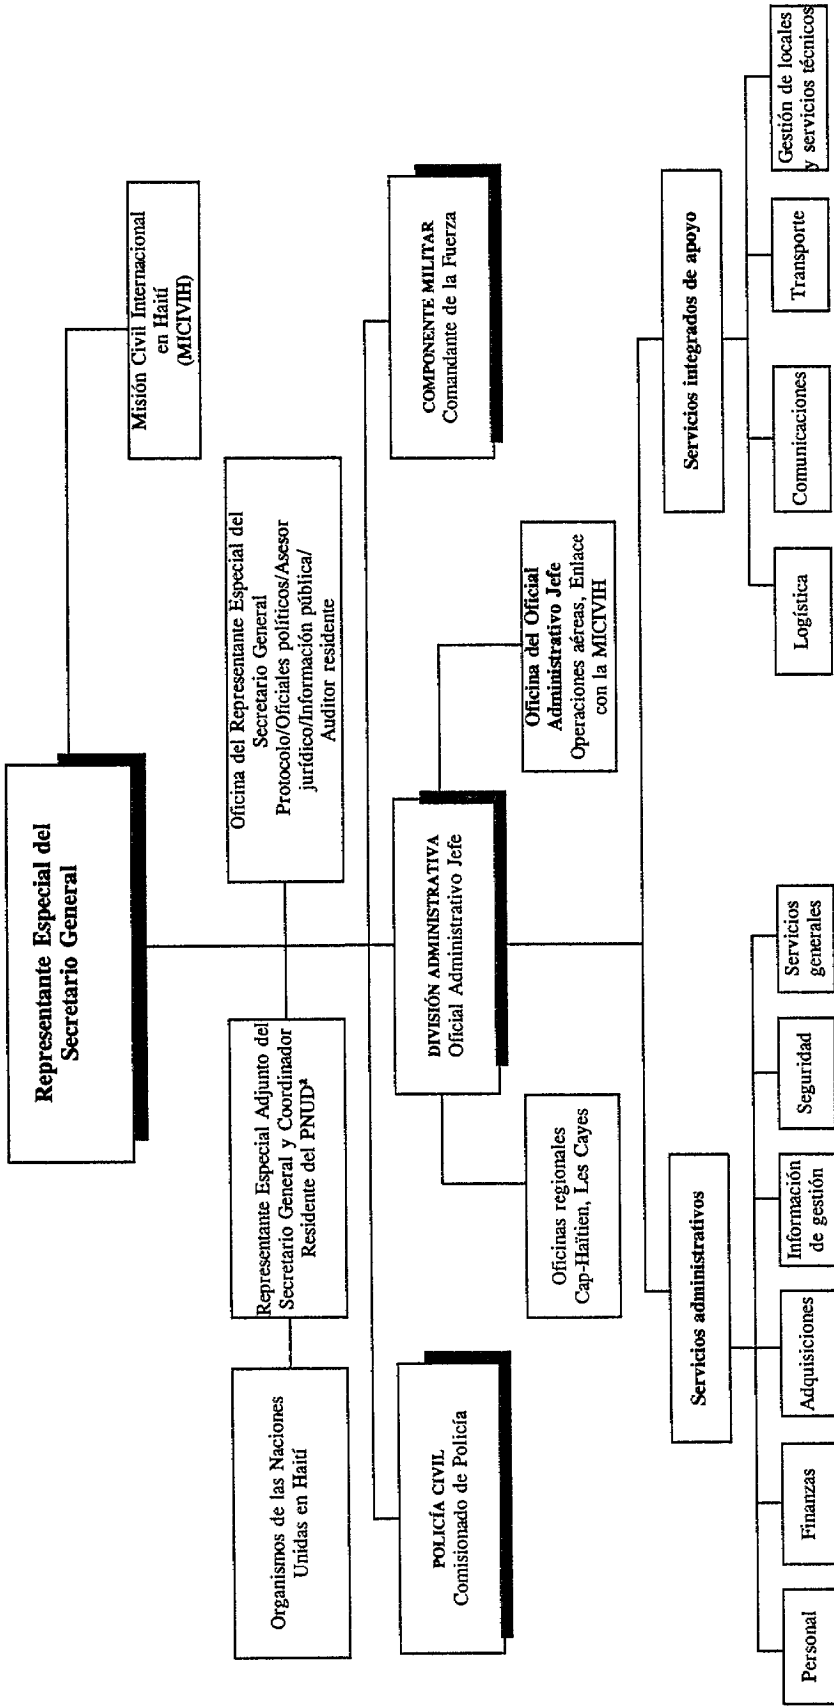 Representante Especial del
Secretario General
Misión Civil Internacional
en Haití
(MICIVIH)
Organismos de las Naciones
Unidas en Haití
Representante Especial Adjunto del
Secretario General y Coordinador
Residente del PNUDª
Oficina del Representante Especial del
Secretario General
Protocolo/Oficiales políticos/Asesor
jurídico/Información pública/
Auditor residente
POLICÍA CIVIL
Comisionado de Policía
DIVISIÓN ADMINISTRATIVA
Oficial Administrativo Jefe
COMPONENTE MILITAR
Comandante de la Fuerza
Oficinas regionales
Cap-Haïtien, Les Cayes
Oficina del Oficial
Administrativo Jefe
Operaciones aéreas, Enlace
con la MICIVIH
Servicios administrativos
Servicios integrados de apoyo
Personal
Finanzas
Adquisiciones
Información
de gestión
Seguridad
Servicios
generales
Logística
Comunicaciones
Transporte
Gestión de locales
y servicios técnicos